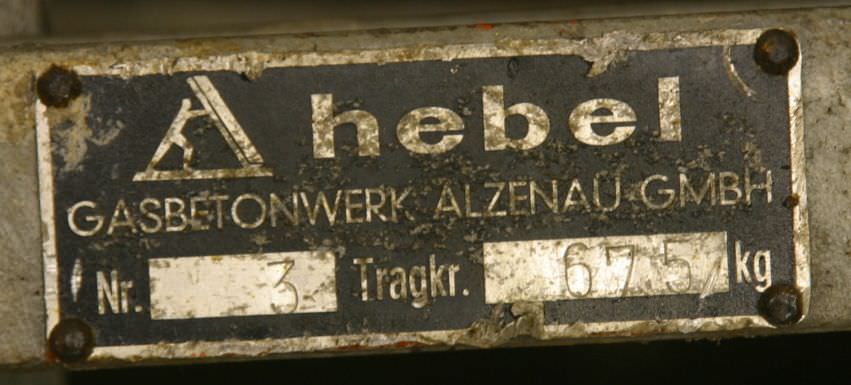 hebel
GASBETONWERK ALZENAU GMBH
Nr. 3 Tragkr. 675 kg